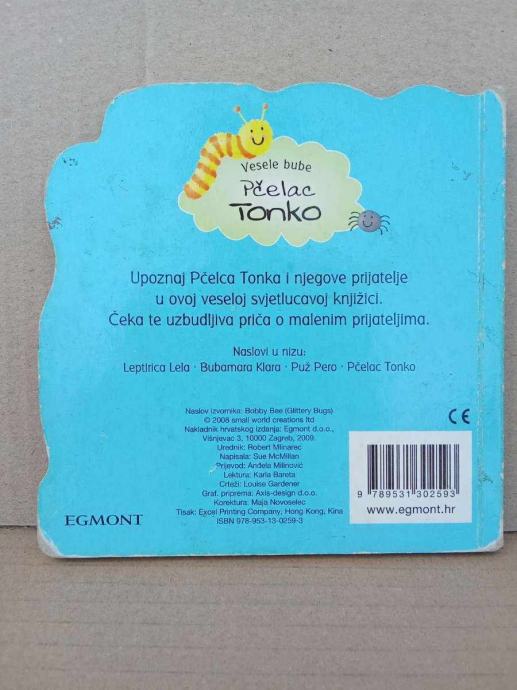 Vesele bube
Pčelac
Tonko
Upoznaj Pčelca Tonka i njegove prijatelje
u ovoj veseloj svjetlucavoj knjižici.
Čeka te uzbudljiva priča o malenim prijateljima.
Naslovi u nizu:
Leptirica Lela · Bubamara Klara · Puž Pero · Pčelac Tonko
Naslov izvornika: Bobby Bee (Glittery Bugs)
© 2008 small world creations ltd
Nakladnik hrvatskog izdanja: Egmont d.o.o.,
Višnjevac 3, 10000 Zagreb, 2009.
Urednik: Robert Mlinarec
Napisala: Sue McMillan
Prijevod: Anđela Milinović
Lektura: Karla Bareta
Crteži: Louise Gardener
Graf. priprema: Axis-design d.o.o.
Korektura: Maja Novoselec
Tisak: Excel Printing Company, Hong Kong, Kina
ISBN 978-953-13-0259-3
EGMONT
CE
9 789531 302593
www.egmont.hr